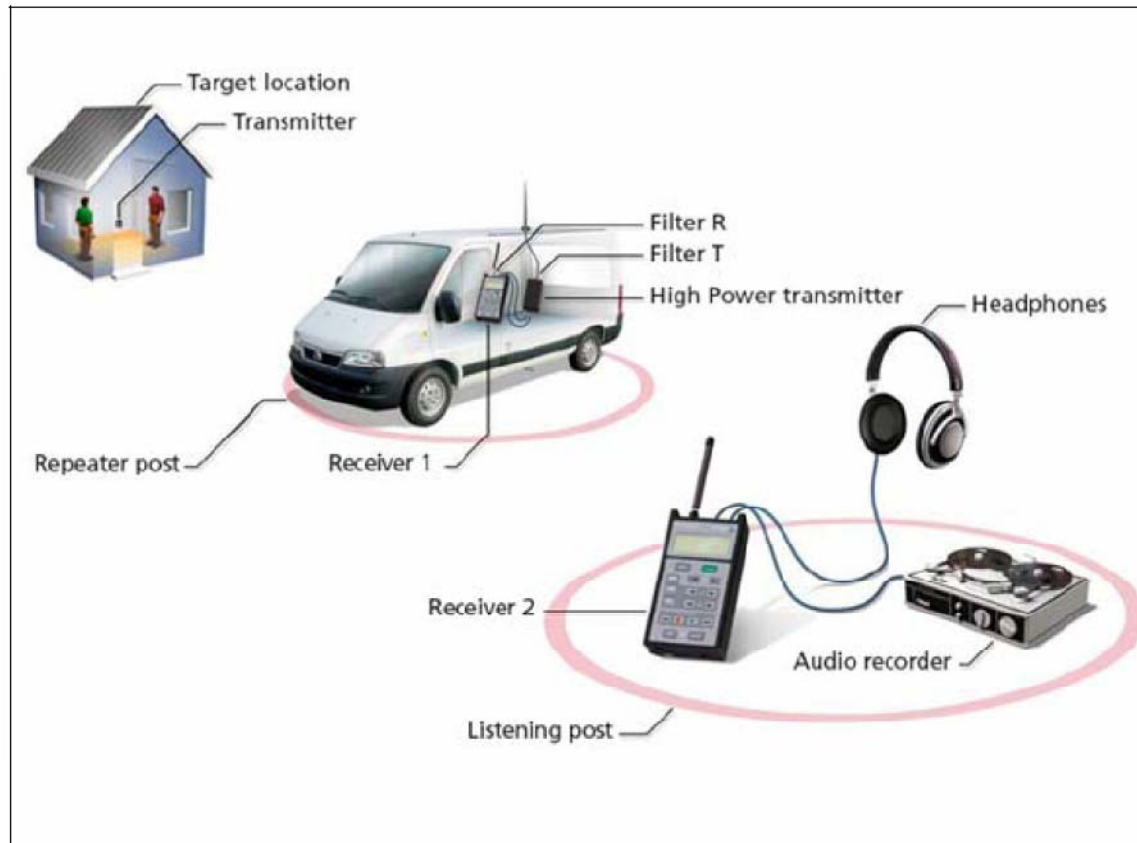 Target location
Transmitter
Filter R
Filter T
High Power transmitter
Headphones
Repeater post
Receiver 1
Receiver 2
Audio recorder
Listening post